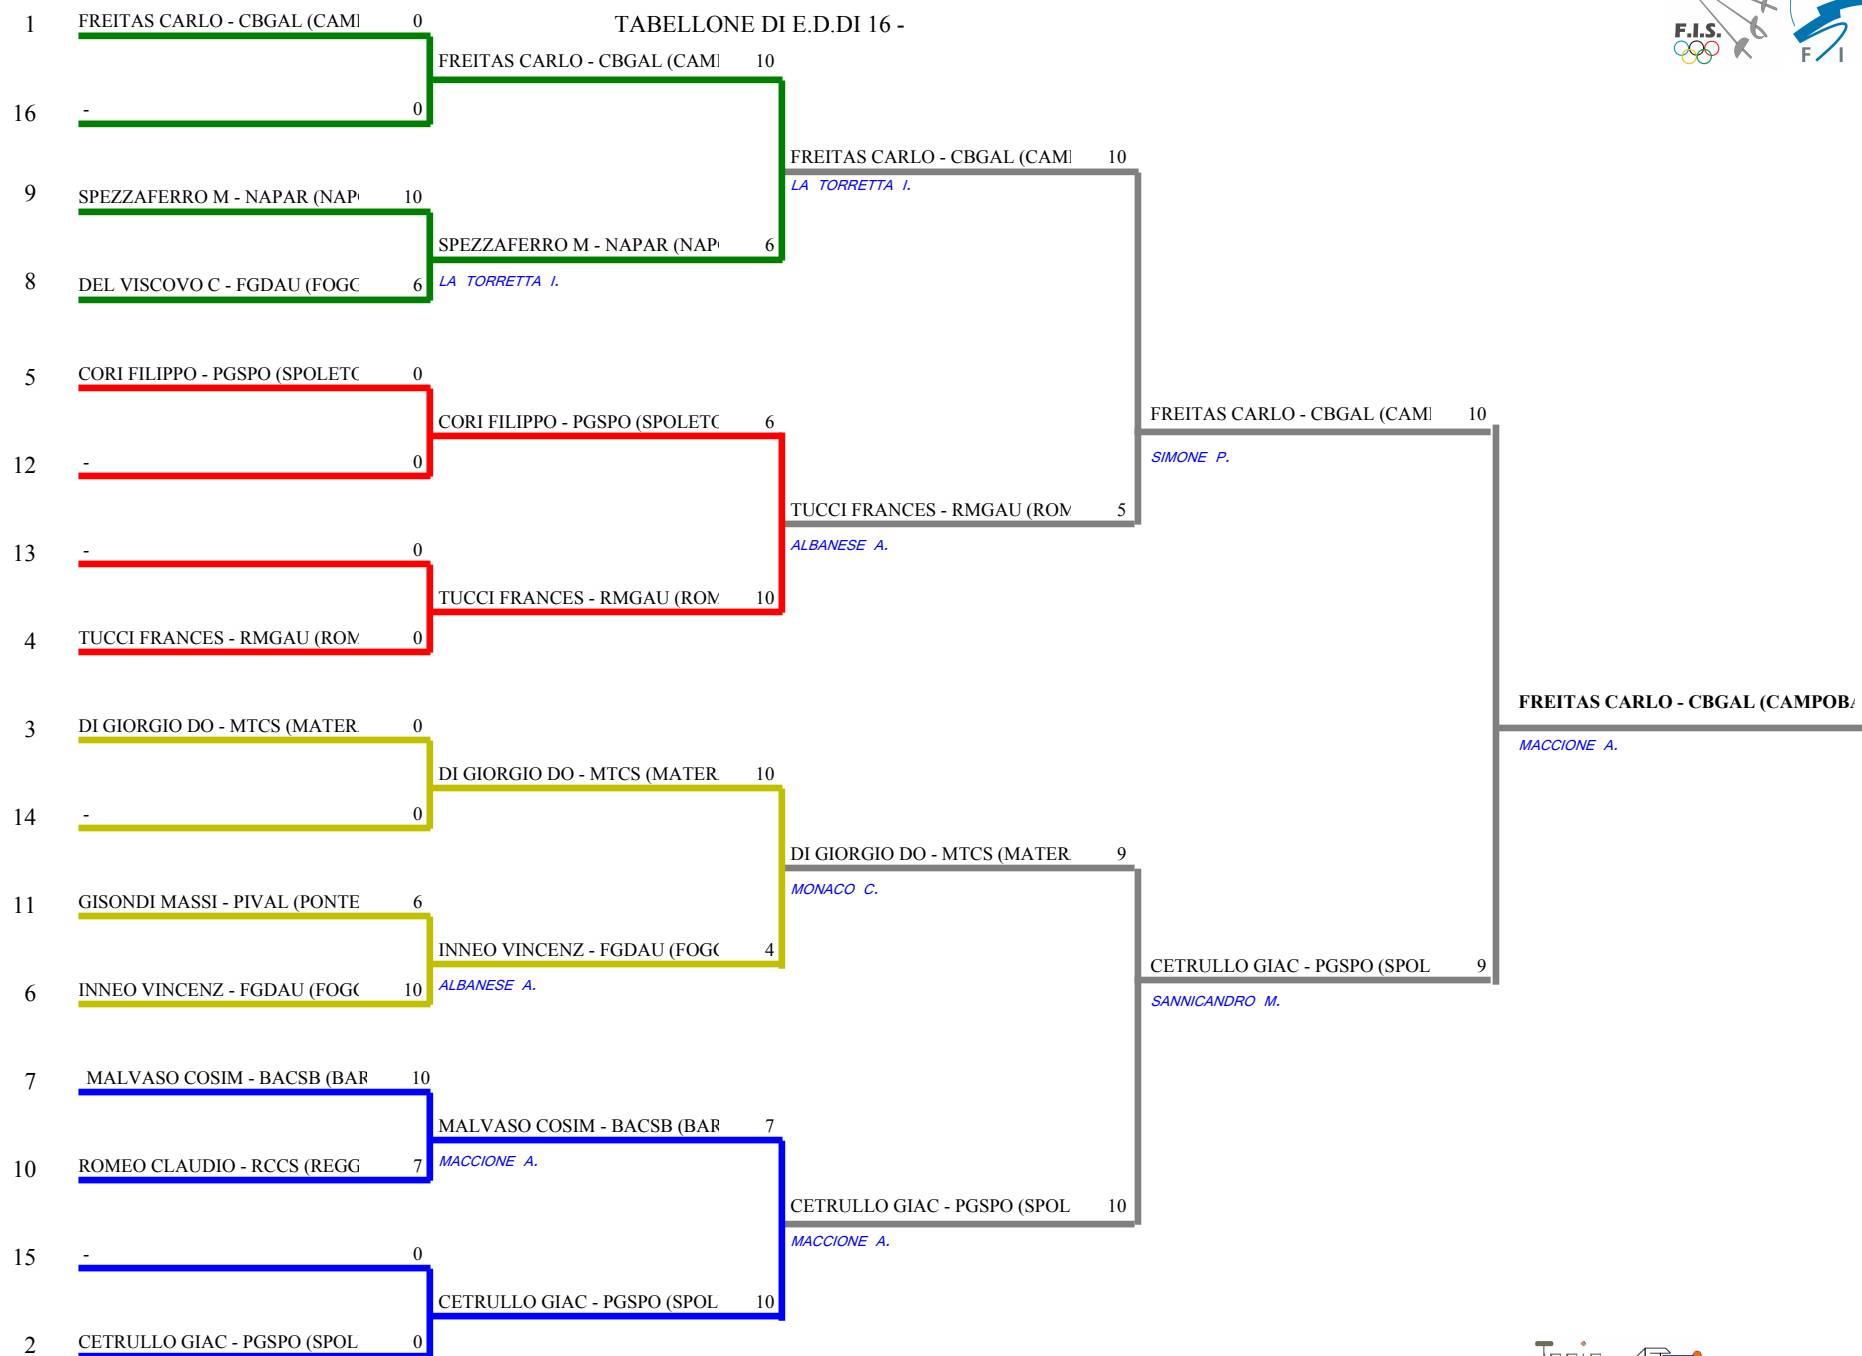 TABELLONE DI E.D.DI 16 -
F.I.S.
F I
1 FREITAS CARLO - CBGAL (CAMI 0
FREITAS CARLO - CBGAL (CAMI 10
16 - 0
FREITAS CARLO - CBGAL (CAMI 10
LA TORRETTA I.
9 SPEZZAFERRO M - NAPAR (NAP 10
SPEZZAFERRO M - NAPAR (NAP 6
LA TORRETTA I.
8 DEL VISCOVO C - FGDAU (FOGG 6
5 CORI FILIPPO - PGSPO (SPOLETO 0
FREITAS CARLO - CBGAL (CAMI 10
SIMONE P.
CORI FILIPPO - PGSPO (SPOLETO 6
12 - 0
TUCCI FRANCES - RMGAU (ROM 5
ALBANESE A.
13 - 0
TUCCI FRANCES - RMGAU (ROM 10
4 TUCCI FRANCES - RMGAU (ROM 0
FREITAS CARLO - CBGAL (CAMPOBA
MACCIONE A.
3 DI GIORGIO DO - MTCS (MATER 0
DI GIORGIO DO - MTCS (MATER 10
14 - 0
DI GIORGIO DO - MTCS (MATER 9
MONACO C.
11 GISONDI MASSI - PIVAL (PONTE 6
INNEO VINCENZ - FGDAU (FOGG 4
ALBANESE A.
CETRULLO GIAC - PGSPO (SPOL 9
SANNICANDRO M.
6 INNEO VINCENZ - FGDAU (FOGG 10
7 MALVASO COSIM - BACSB (BAR 10
MALVASO COSIM - BACSB (BAR 7
MACCIONE A.
10 ROMEO CLAUDIO - RCCS (REGG 7
CETRULLO GIAC - PGSPO (SPOL 10
MACCIONE A.
15 - 0
CETRULLO GIAC - PGSPO (SPOL 10
2 CETRULLO GIAC - PGSPO (SPOL 0